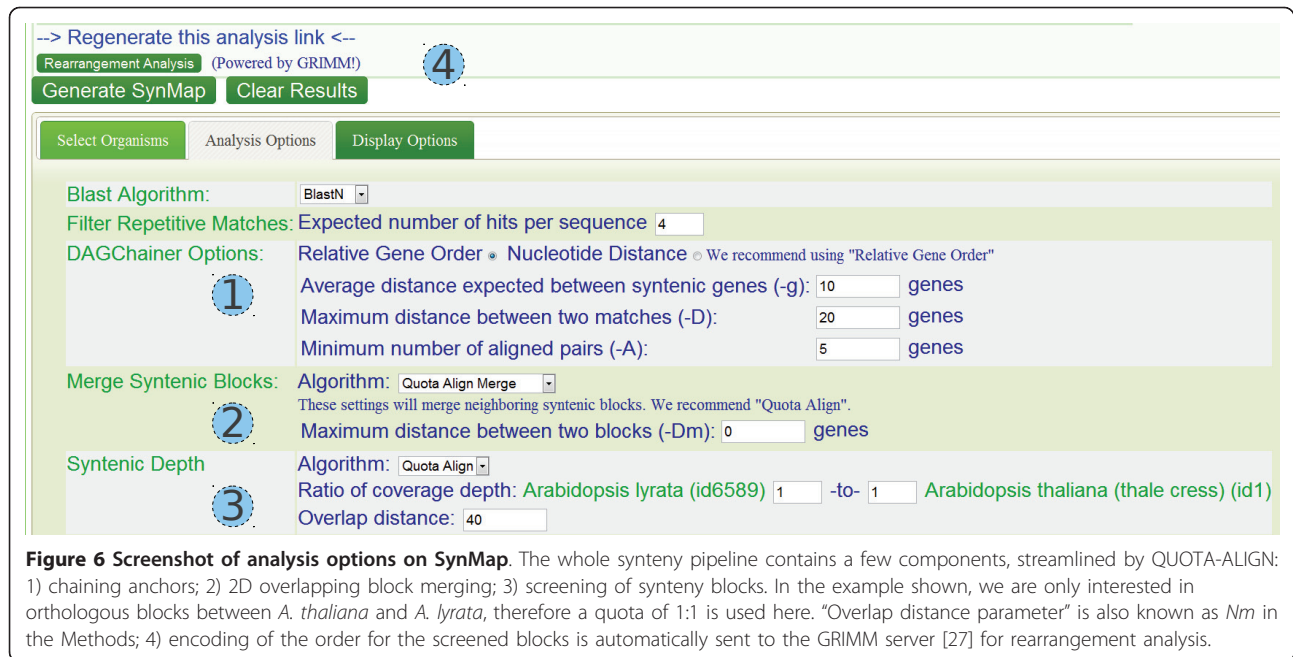 --> Regenerate this analysis link <--
Rearrangement Analysis (Powered by GRIMM!)
4
Generate SynMap Clear Results
Select Organisms Analysis Options Display Options
Blast Algorithm: BlastN
Filter Repetitive Matches: Expected number of hits per sequence 4
DAGChainer Options: Relative Gene Order Nucleotide Distance We recommend using "Relative Gene Order"
1
Average distance expected between syntenic genes (-g): 10 genes
Maximum distance between two matches (-D): 20 genes
Minimum number of aligned pairs (-A): 5 genes
Merge Syntenic Blocks: Algorithm: Quota Align Merge
These settings will merge neighboring syntenic blocks. We recommend "Quota Align".
2
Maximum distance between two blocks (-Dm): 0 genes
Syntenic Depth Algorithm: Quota Align
3
Ratio of coverage depth: Arabidopsis lyrata (id6589) 1 -to- 1 Arabidopsis thaliana (thale cress) (id1)
Overlap distance: 40
Figure 6 Screenshot of analysis options on SynMap. The whole synteny pipeline contains a few components, streamlined by QUOTA-ALIGN:
1) chaining anchors; 2) 2D overlapping block merging; 3) screening of synteny blocks. In the example shown, we are only interested in
orthologous blocks between A. thaliana and A. lyrata, therefore a quota of 1:1 is used here. “Overlap distance parameter” is also known as Nm in
the Methods; 4) encoding of the order for the screened blocks is automatically sent to the GRIMM server [27] for rearrangement analysis.